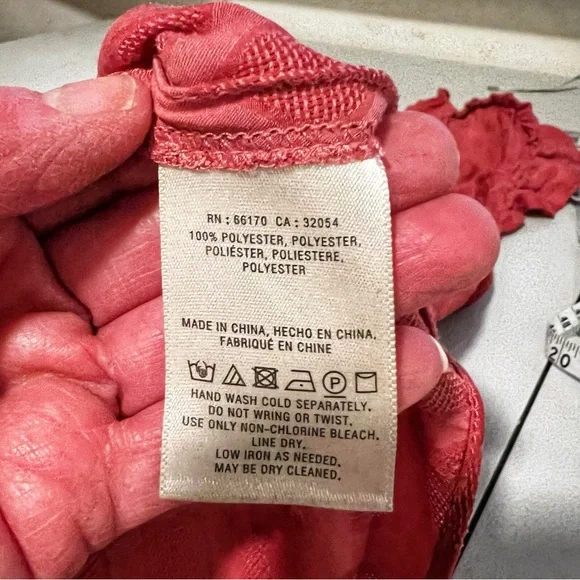 RN : 66170 CA : 32054
100% POLYESTER, POLYESTER,
POLIÉSTER, POLIESTERE,
POLYESTER
MADE IN CHINA, HECHO EN CHINA,
FABRIQUÉ EN CHINE
P
HAND WASH COLD SEPARATELY.
DO NOT WRING OR TWIST.
USE ONLY NON-CHLORINE BLEACH.
LINE DRY.
LOW IRON AS NEEDED.
MAY BE DRY CLEANED.
20